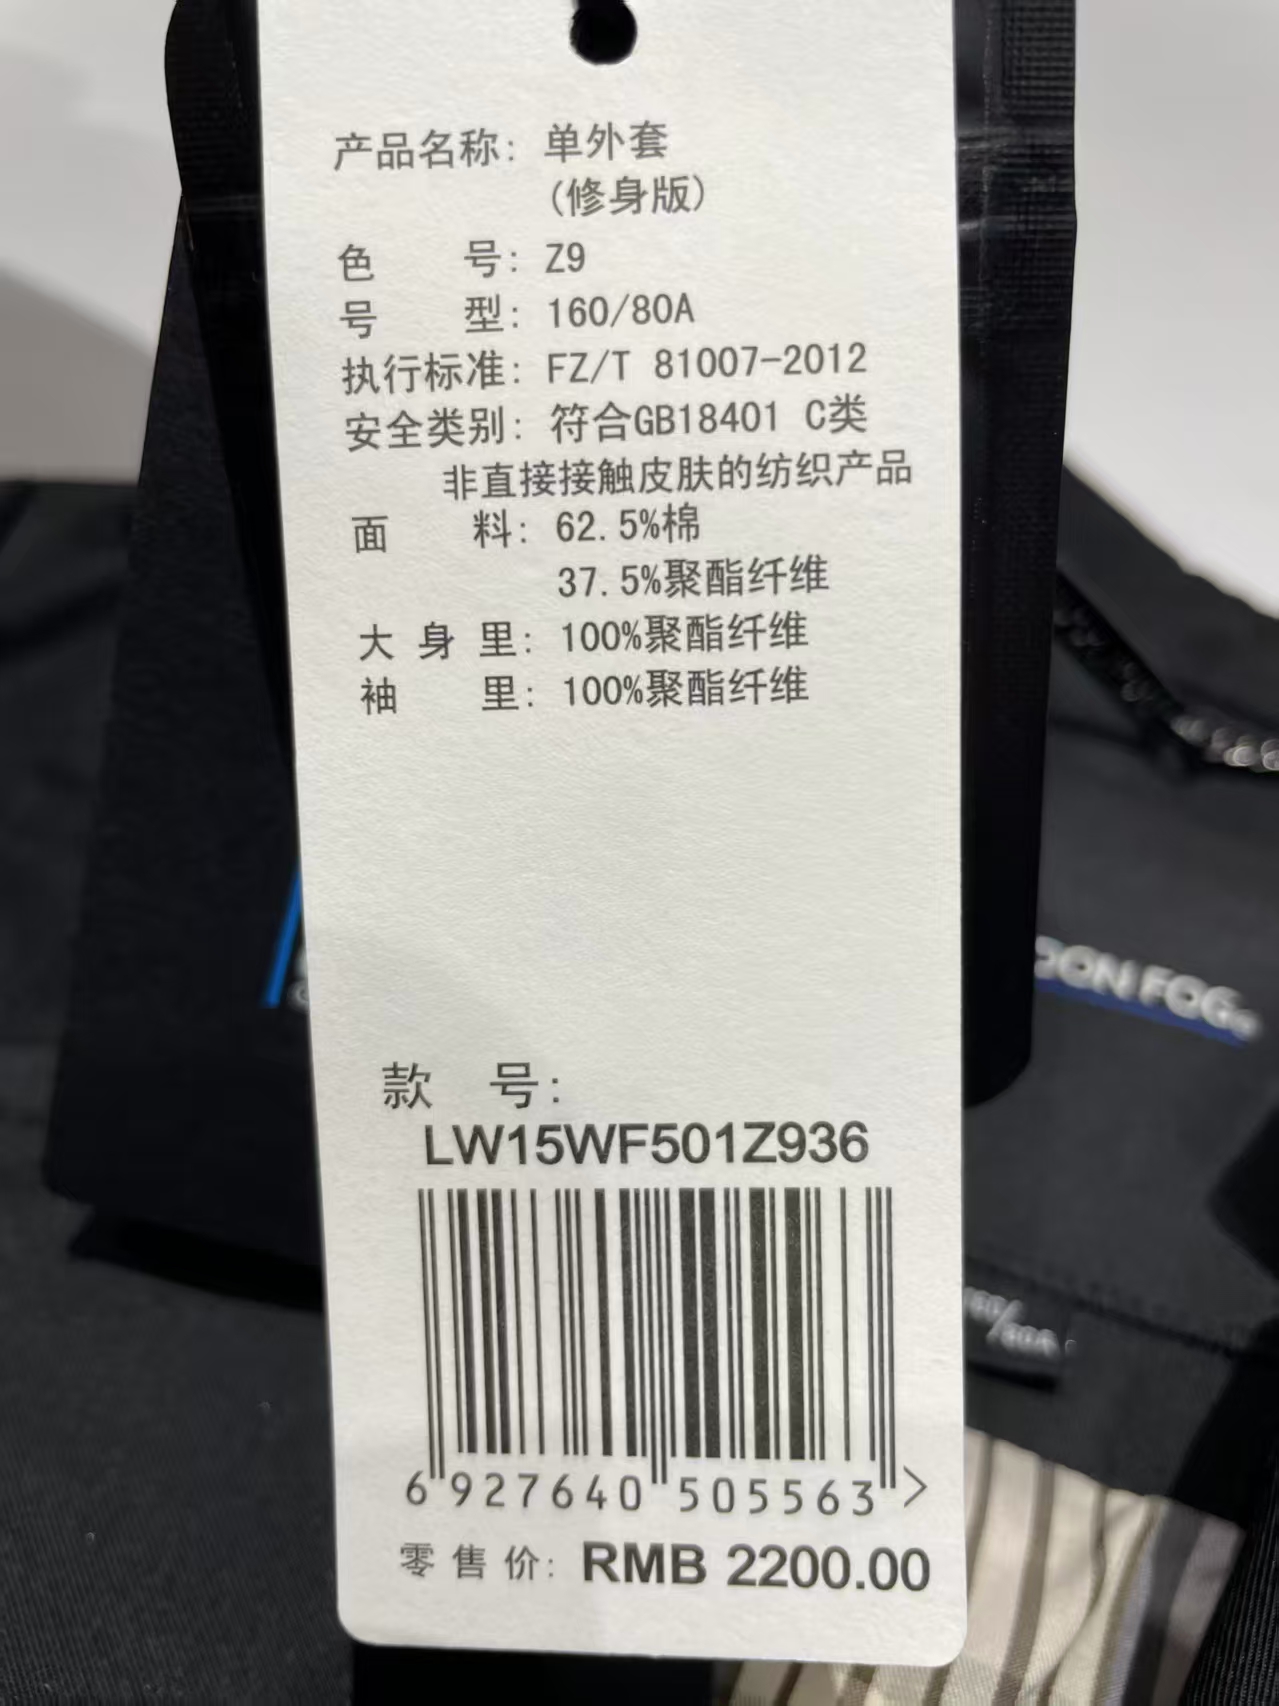 产品名称: 单外套
(修身版)
色 号: Z9
号 型: 160/80A
执行标准: FZ/T 81007-2012
安全类别: 符合GB18401 C类
非直接接触皮肤的纺织产品
面 料: 62.5%棉
37.5%聚酯纤维
大 身 里: 100%聚酯纤维
袖 里: 100%聚酯纤维
DON FOG®
款 号:
LW15WF501Z936
160/80A
6 927640 505563 >
零 售 价: RMB 2200.00